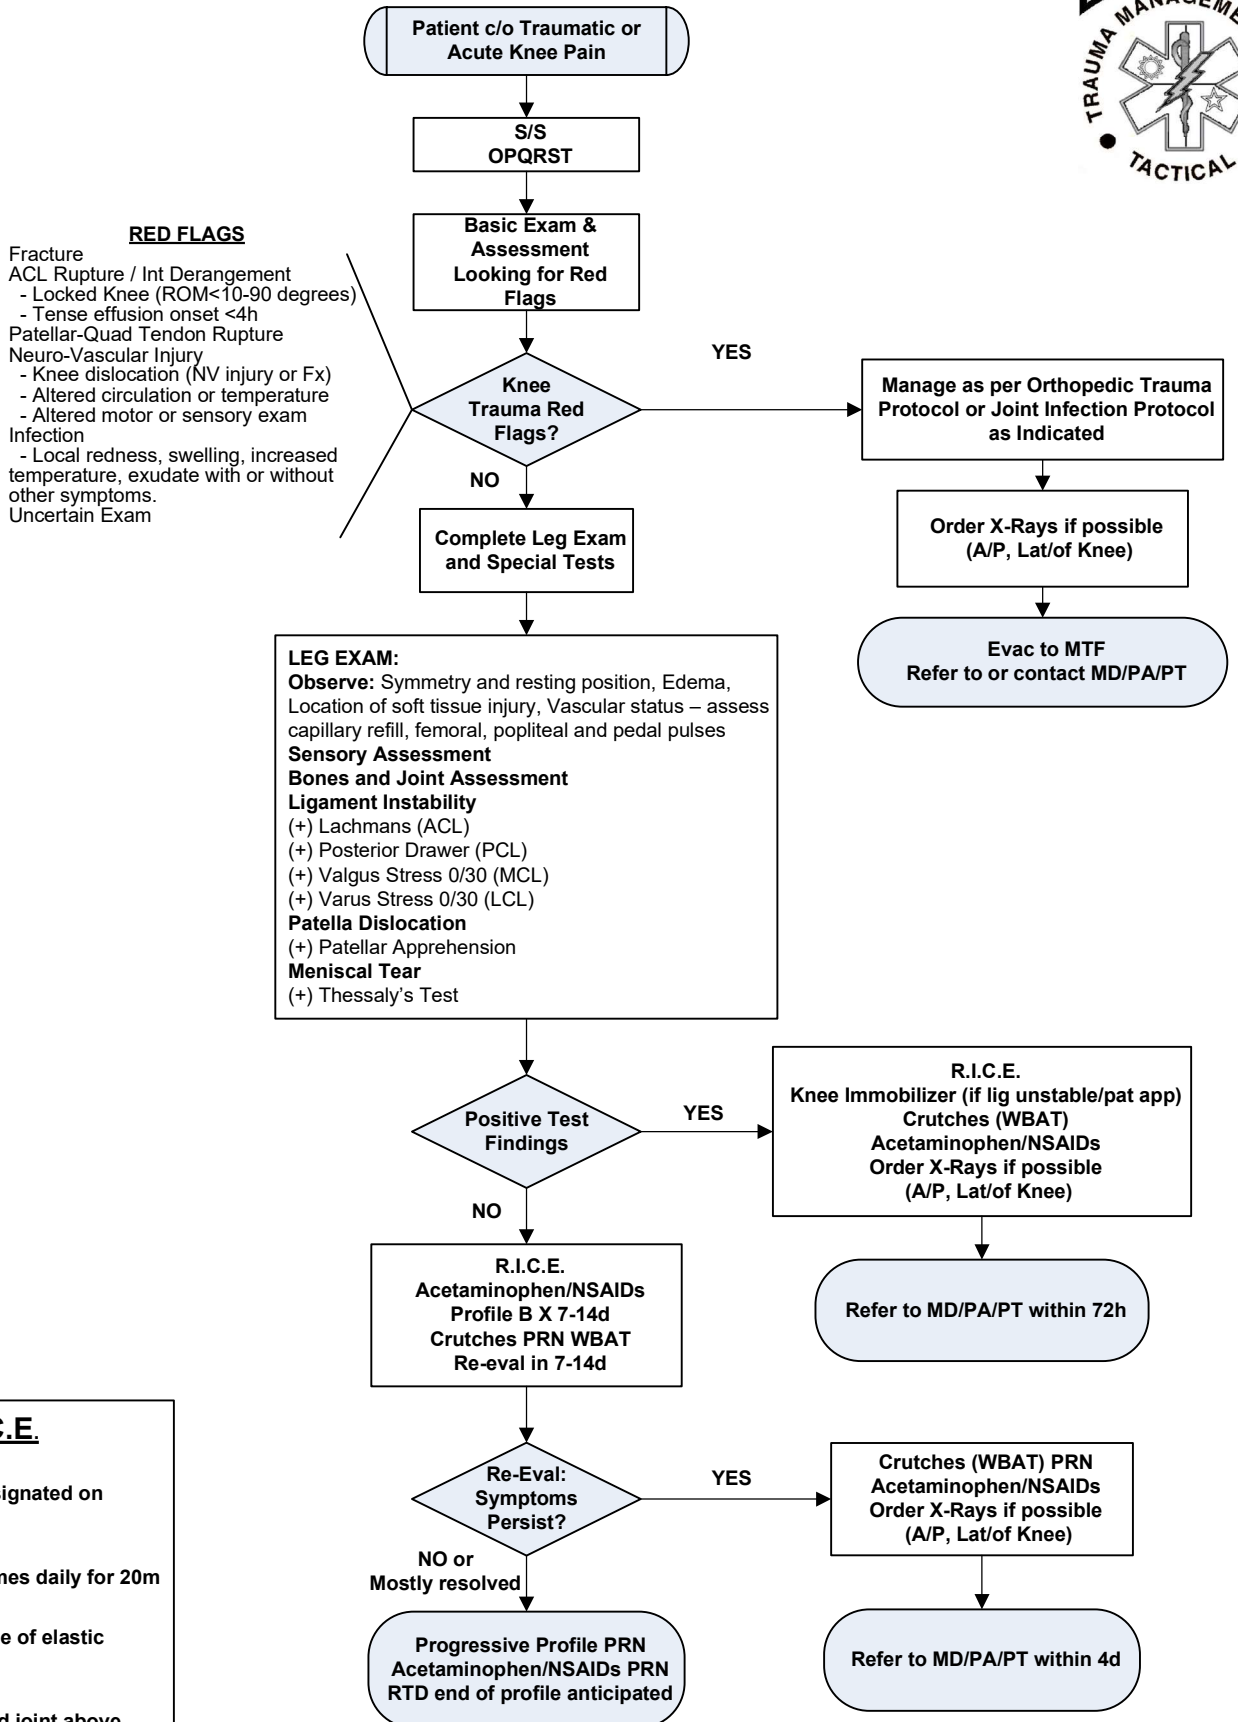 Patient c/o Traumatic or
Acute Knee Pain
TRAUMA MANAGEME
TACTICAL
S/S
OPQRST
Basic Exam &
Assessment
Looking for Red
Flags
RED FLAGS
Fracture
ACL Rupture / Int Derangement
- Locked Knee (ROM<10-90 degrees)
- Tense effusion onset <4h
Patellar-Quad Tendon Rupture
Neuro-Vascular Injury
- Knee dislocation (NV injury or Fx)
- Altered circulation or temperature
- Altered motor or sensory exam
Infection
- Local redness, swelling, increased
temperature, exudate with or without
other symptoms.
Uncertain Exam
Knee
Trauma Red
Flags?
YES
Manage as per Orthopedic Trauma
Protocol or Joint Infection Protocol
as Indicated
Order X-Rays if possible
(A/P, Lat/of Knee)
Evac to MTF
Refer to or contact MD/PA/PT
NO
Complete Leg Exam
and Special Tests
LEG EXAM:
Observe: Symmetry and resting position, Edema,
Location of soft tissue injury, Vascular status – assess
capillary refill, femoral, popliteal and pedal pulses
Sensory Assessment
Bones and Joint Assessment
Ligament Instability
(+) Lachmans (ACL)
(+) Posterior Drawer (PCL)
(+) Valgus Stress 0/30 (MCL)
(+) Varus Stress 0/30 (LCL)
Patella Dislocation
(+) Patellar Apprehension
Meniscal Tear
(+) Thessaly's Test
Positive Test
Findings
YES
R.I.C.E.
Knee Immobilizer (if lig unstable/pat app)
Crutches (WBAT)
Acetaminophen/NSAIDs
Order X-Rays if possible
(A/P, Lat/of Knee)
Refer to MD/PA/PT within 72h
NO
R.I.C.E.
Acetaminophen/NSAIDs
Profile B X 7-14d
Crutches PRN WBAT
Re-eval in 7-14d
Re-Eval:
Symptoms
Persist?
YES
Crutches (WBAT) PRN
Acetaminophen/NSAIDs
Order X-Rays if possible
(A/P, Lat/of Knee)
Refer to MD/PA/PT within 4d
NO or
Mostly resolved
Progressive Profile PRN
Acetaminophen/NSAIDs PRN
RTD end of profile anticipated
C.E.
signated on
mes daily for 20m
e of elastic
d joint above